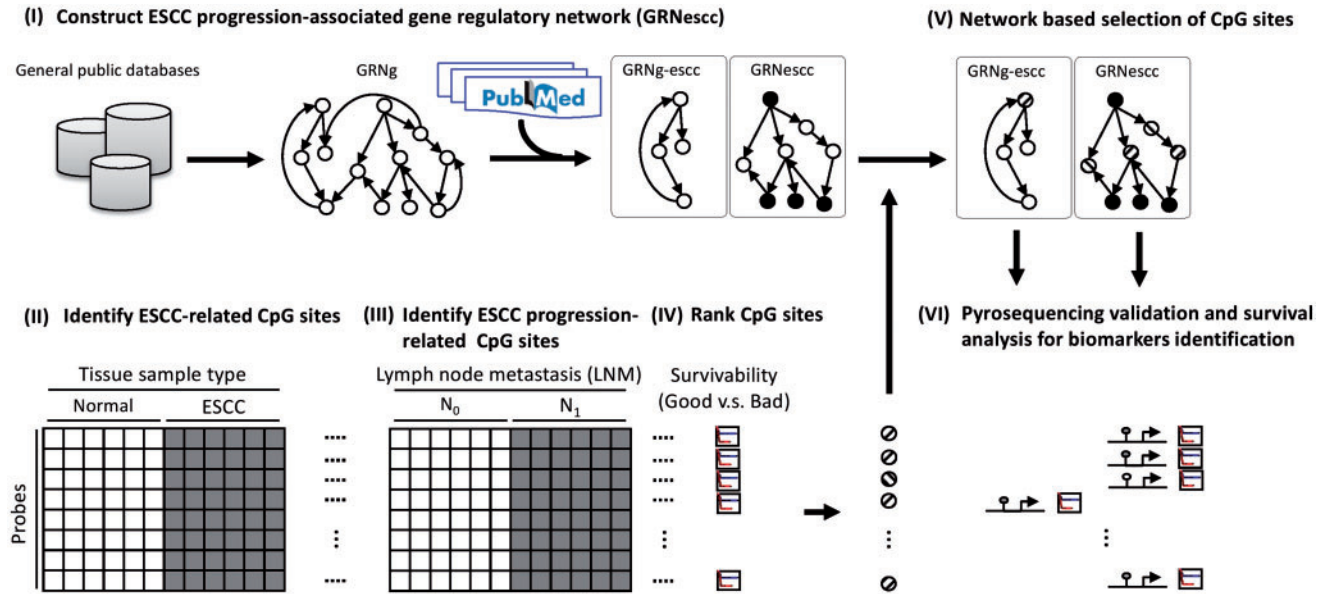 (I) Construct ESCC progression-associated gene regulatory network (GRNescc)
General public databases
GRNg
PubMed
GRNg-escc
GRNescc
(V) Network based selection of CpG sites
GRNg-escc
GRNescc
(II) Identify ESCC-related CpG sites
Tissue sample type
Normal
ESCC
Probes
(III) Identify ESCC progression-
related CpG sites
Lymph node metastasis (LNM)
N0
N1
(IV) Rank CpG sites
Survivability
(Good v.s. Bad)
(VI) Pyrosequencing validation and survival
analysis for biomarkers identification